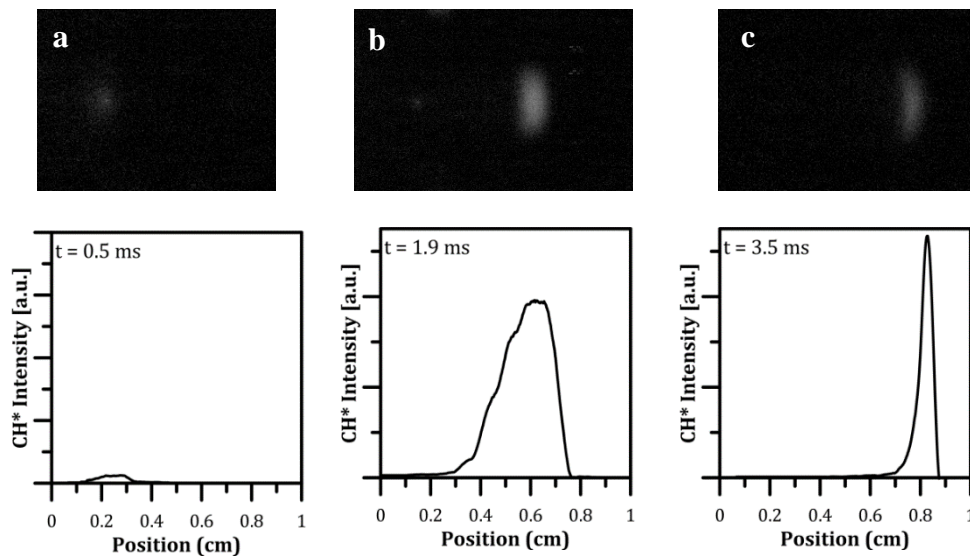 a
b
c
t = 0.5 ms
t = 1.9 ms
t = 3.5 ms
CH* Intensity [a.u.]
CH* Intensity [a.u.]
CH* Intensity [a.u.]
0 0.2 0.4 0.6 0.8 1
0 0.2 0.4 0.6 0.8 1
0 0.2 0.4 0.6 0.8 1
Position (cm)
Position (cm)
Position (cm)